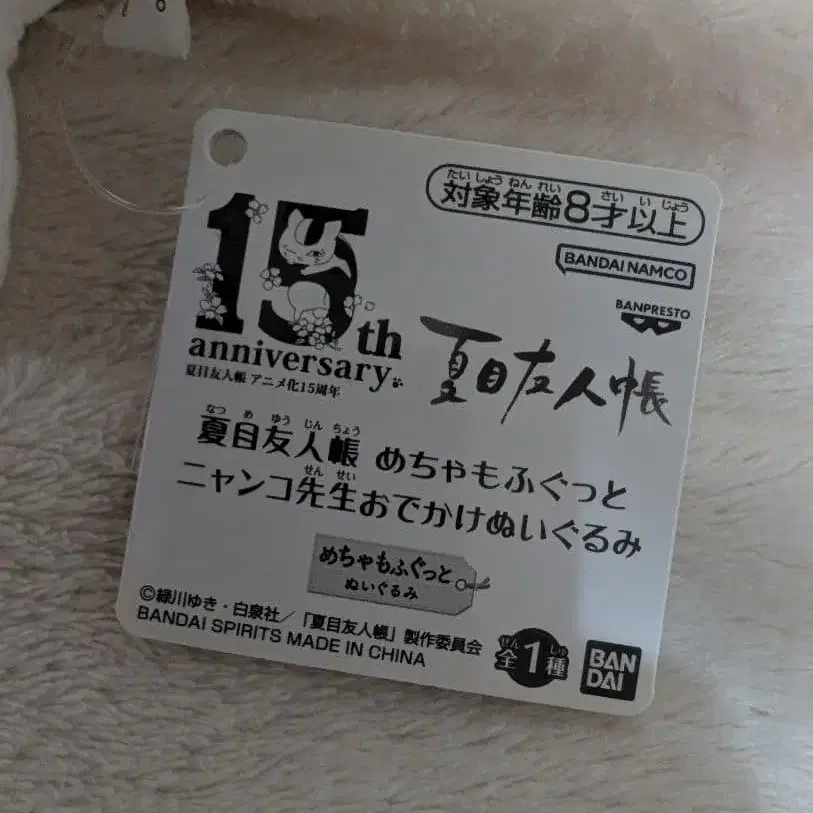 たいしょうねんれい さいいじょう
対象年齢8才以上
BANDAI NAMCO
BANPRESTO
15th
anniversary
夏目友人帳 アニメ化15周年
夏目友人帳
なつめゆうじんちょう
夏目友人帳 めちゃもふぐっと
せんせい
ニャンコ先生おでかけぬいぐるみ
めちゃもふぐっと
ぬいぐるみ
©緑川ゆき・白泉社/「夏目友人帳」製作委員会
BANDAI SPIRITS MADE IN CHINA
ぜん しゅ
全1種
BAN
DAI